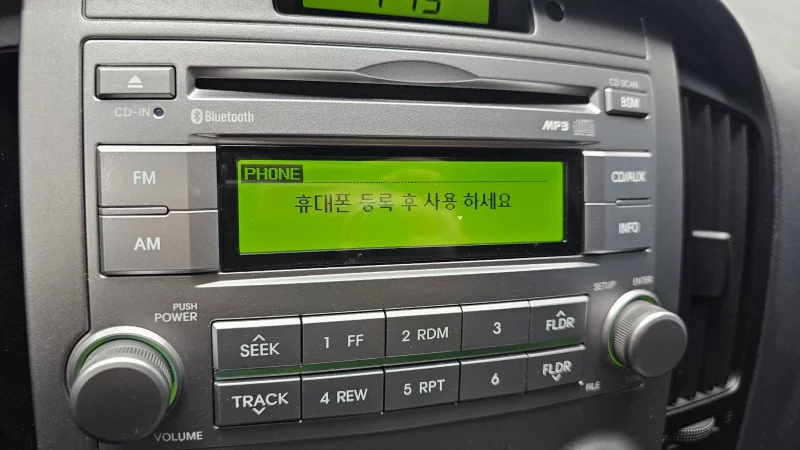 CD-IN
Bluetooth
CD-SCAN
BSM
MP3
FM
AM
PHONE
휴대폰 등록 후 사용 하세요
CD/AUX
INFO
PUSH
POWER
VOLUME
SEEK
1 FF
2 RDM
3
FLDR
TRACK
4 REW
5 RPT
6
FLDR
FILE
SETUP
ENTER